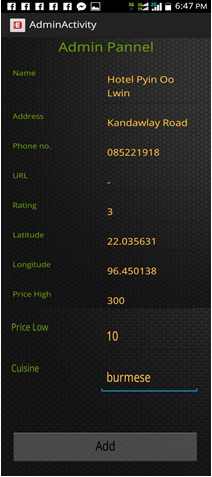 6:47 PM
AdminActivity
Admin Pannel
Name
Hotel Pyin Oo
Lwin
Address
Kandawlay Road
Phone no.
085221918
URL
-
Rating
3
Latitude
22.035631
Longitude
96.450138
Price High
300
Price Low
10
Cuisine
burmese
Add